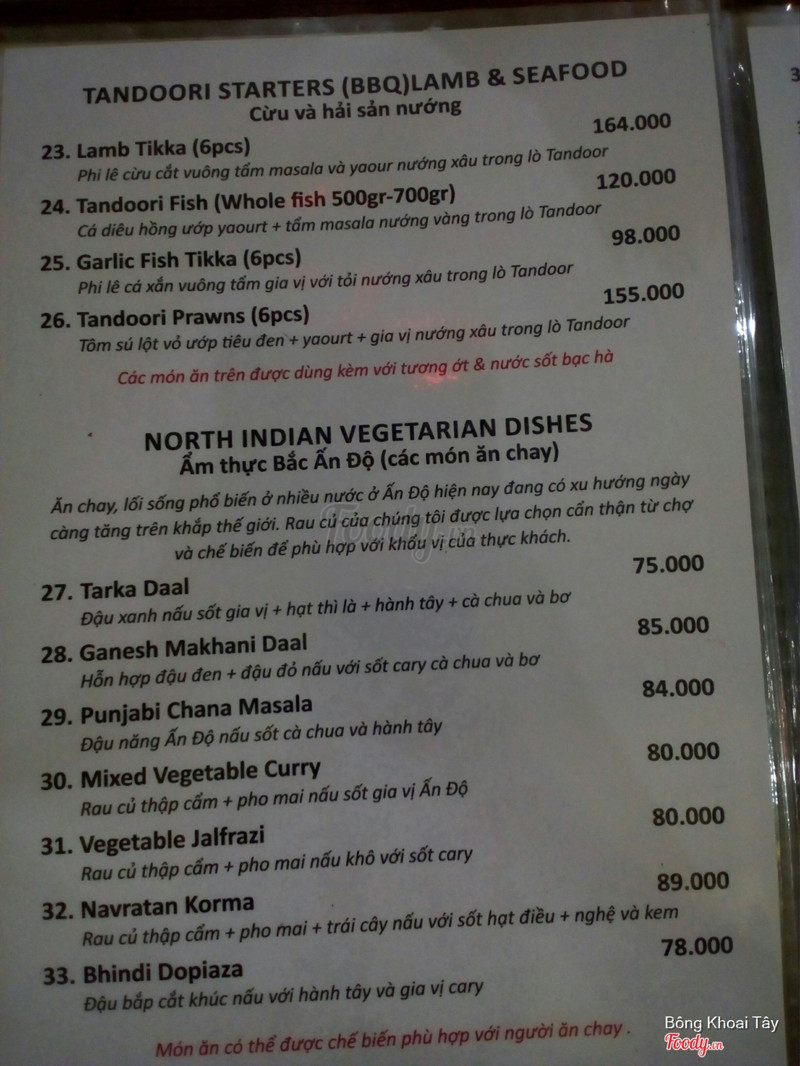 TANDOORI STARTERS (BBQ)LAMB & SEAFOOD
Cừu và hải sản nướng
23. Lamb Tikka (6pcs) 164.000
Phi lê cừu cắt vuông tẩm masala và yaour nướng xâu trong lò Tandoor
24. Tandoori Fish (Whole fish 500gr-700gr) 120.000
Cá diêu hồng ướp yaourt + tẩm masala nướng vàng trong lò Tandoor
25. Garlic Fish Tikka (6pcs) 98.000
Phi lê cá xắn vuông tẩm gia vị với tỏi nướng xâu trong lò Tandoor
26. Tandoori Prawns (6pcs) 155.000
Tôm sú lột vỏ ướp tiêu đen + yaourt + gia vị nướng xâu trong lò Tandoor
Các món ăn trên được dùng kèm với tương ớt & nước sốt bạc hà
NORTH INDIAN VEGETARIAN DISHES
Ẩm thực Bắc Ấn Độ (các món ăn chay)
Ăn chay, lối sống phổ biến ở nhiều nước ở Ấn Độ hiện nay đang có xu hướng ngày
càng tăng trên khắp thế giới. Rau củ của chúng tôi được lựa chọn cẩn thận từ chợ
và chế biến để phù hợp với khẩu vị của thực khách.
27. Tarka Daal 75.000
Đậu xanh nấu sốt gia vị + hạt thì là + hành tây + cà chua và bơ
28. Ganesh Makhani Daal 85.000
Hỗn hợp đậu đen + đậu đỏ nấu với sốt cary cà chua và bơ
29. Punjabi Chana Masala 84.000
Đậu năng Ấn Độ nấu sốt cà chua và hành tây
30. Mixed Vegetable Curry 80.000
Rau củ thập cẩm + pho mai nấu sốt gia vị Ấn Độ
31. Vegetable Jalfrazi 80.000
Rau củ thập cẩm + pho mai nấu khô với sốt cary
32. Navratan Korma 89.000
Rau củ thập cẩm + pho mai + trái cây nấu với sốt hạt điều + nghệ và kem
33. Bhindi Dopiaza 78.000
Đậu bắp cắt khúc nấu với hành tây và gia vị cary
Món ăn có thể được chế biến phù hợp với người ăn chay .
Foody.vn
Bông Khoai Tây
Foody.vn